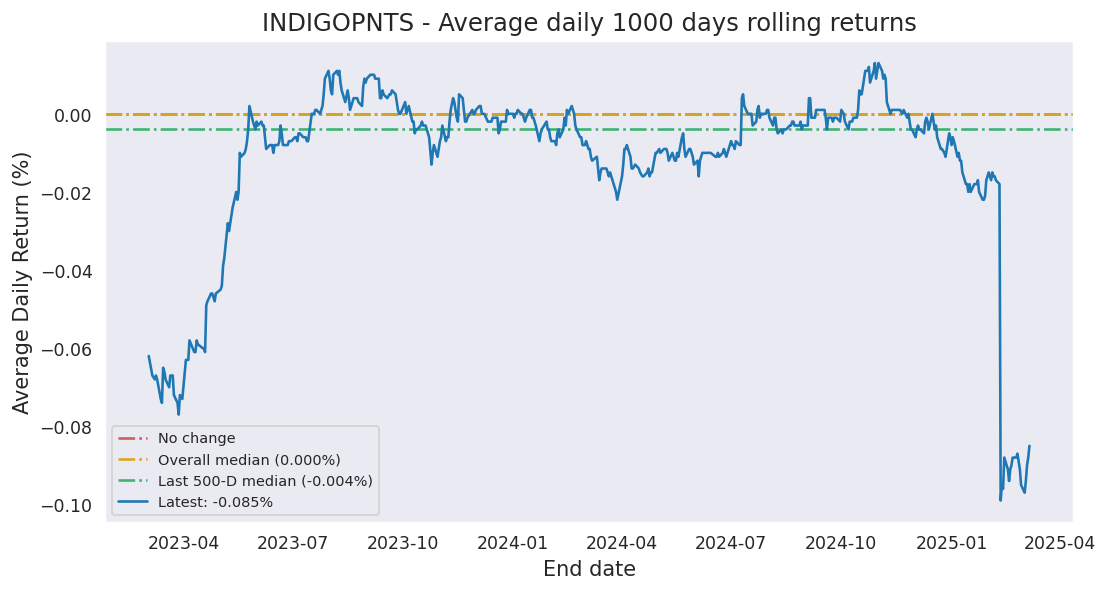 INDIGOPNTS - Average daily 1000 days rolling returns
Average Daily Return (%)
0.00
−0.02
−0.04
−0.06
−0.08
−0.10
No change
Overall median (0.000%)
Last 500-D median (-0.004%)
Latest: -0.085%
2023-04 2023-07 2023-10 2024-01 2024-04 2024-07 2024-10 2025-01 2025-04
End date